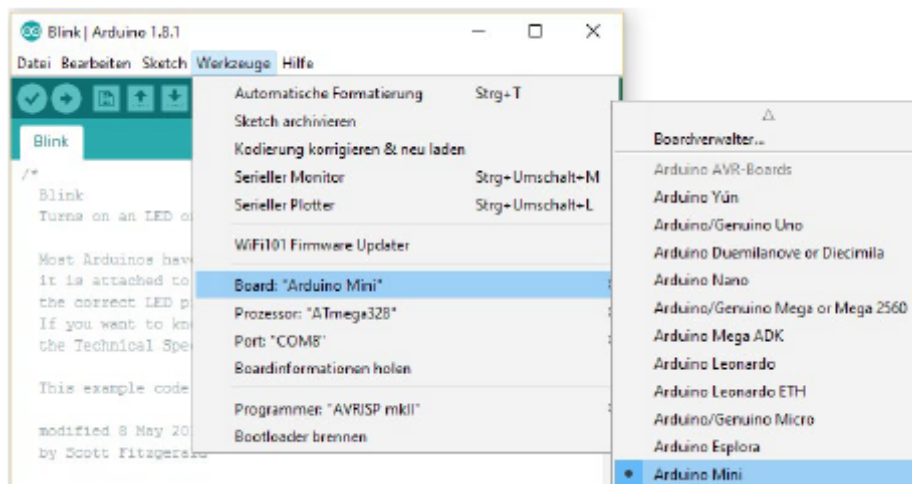 Blink | Arduino 1.8.1
Datei Bearbeiten Sketch Werkzeuge Hilfe
Blink
/*
Blink
Turns on an LED o
Most Arduinos hav
it is attached to
the correct LED p
If you want to kn
the Technical Spe
This example code
modified 8 May 20
by Scott Fitzgerald
Automatische Formatierung Strg+T
Sketch archivieren
Kodierung korrigieren & neu laden
Serieller Monitor Strg+Umschalt+M
Serieller Plotter Strg+Umschalt+L
WiFi101 Firmware Updater
Board: "Arduino Mini"
Prozessor: "ATmega328"
Port: "COM8"
Boardinformationen holen
Programmer: "AVRISP mkII"
Bootloader brennen
Boardverwalter...
Arduino AVR-Boards
Arduino Yún
Arduino/Genuino Uno
Arduino Duemilanove or Diecimila
Arduino Nano
Arduino/Genuino Mega or Mega 2560
Arduino Mega ADK
Arduino Leonardo
Arduino Leonardo ETH
Arduino/Genuino Micro
Arduino Esplora
Arduino Mini